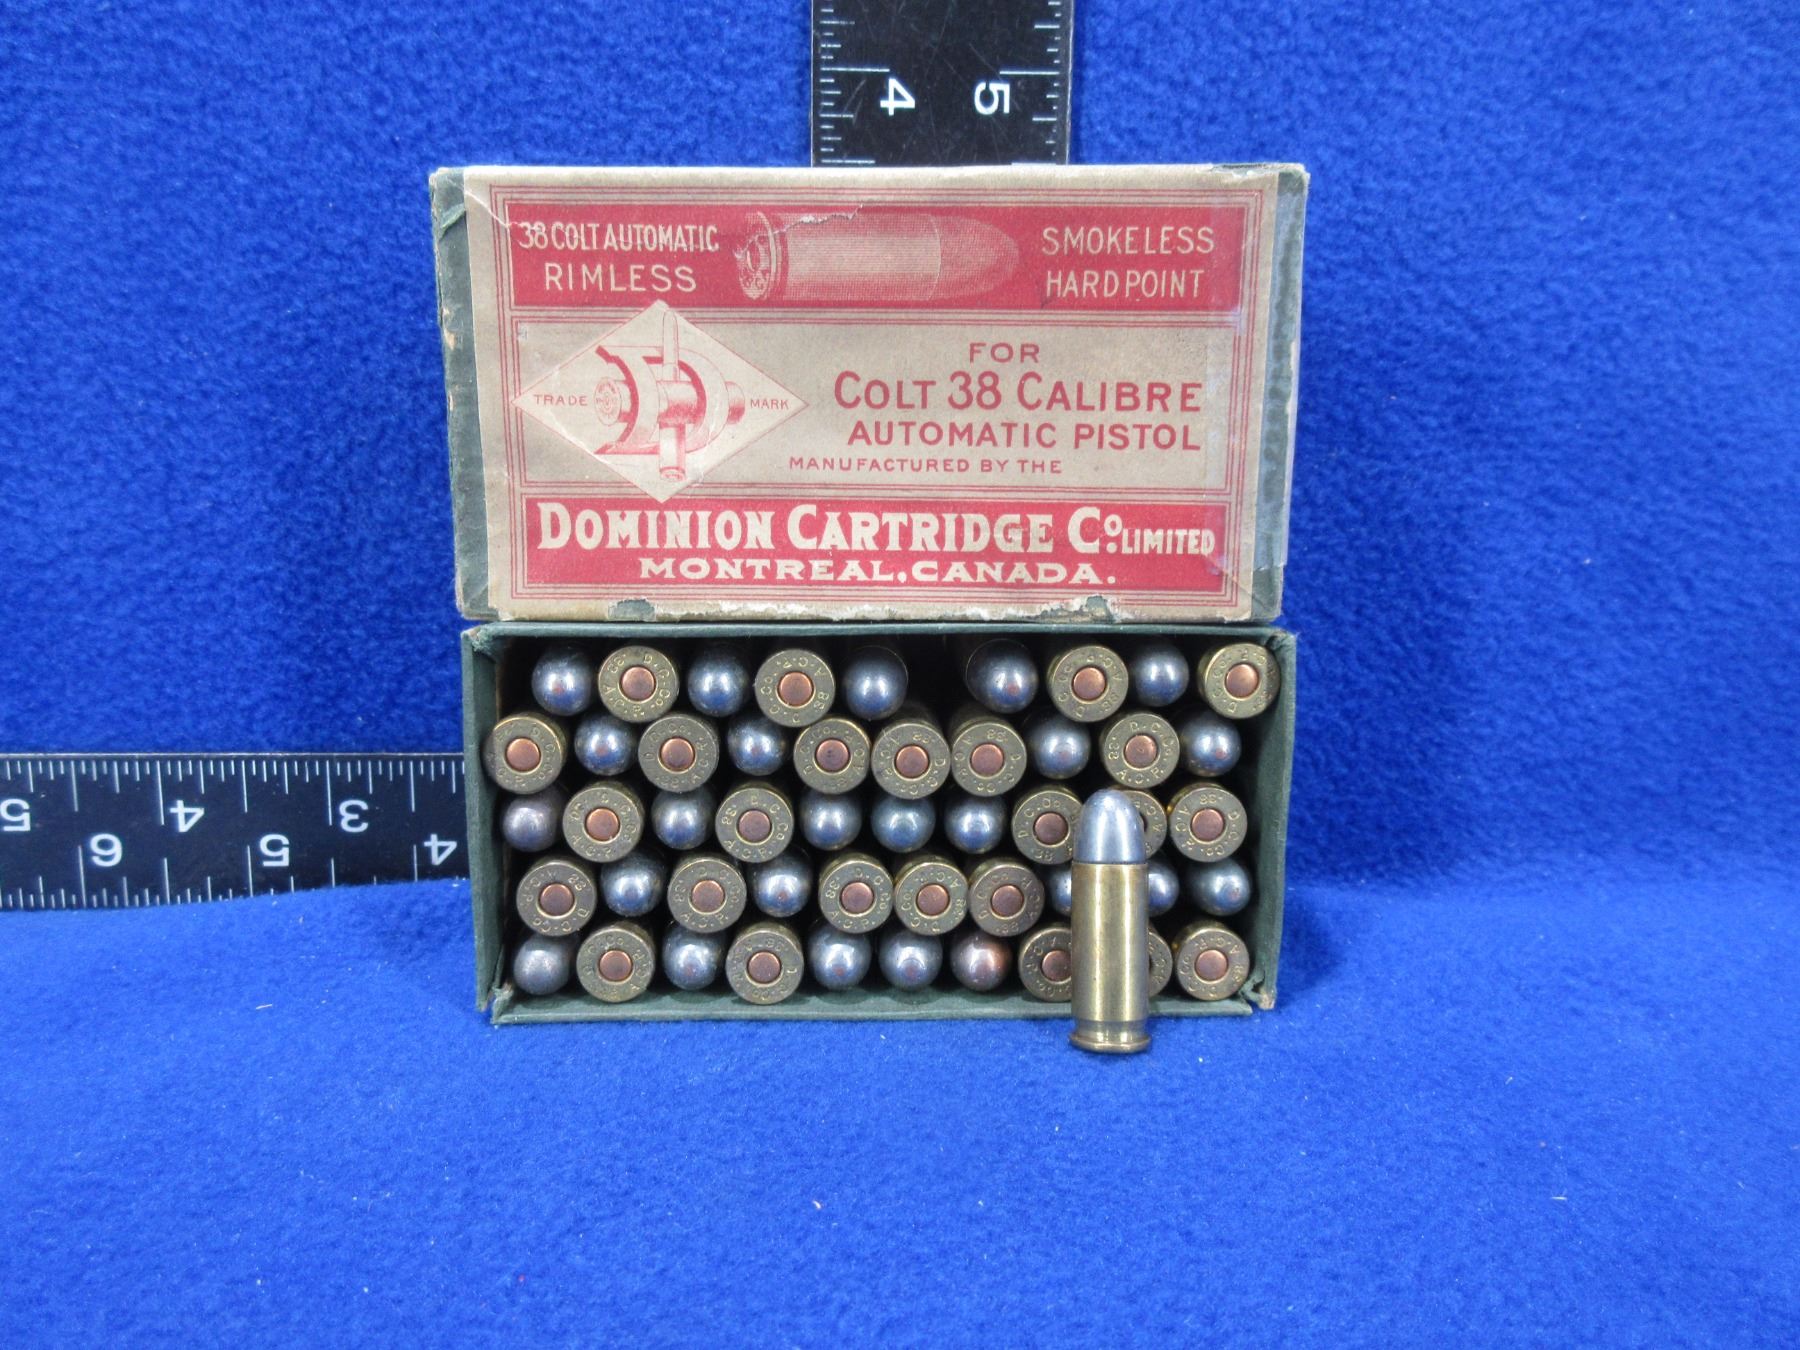 4 5
38 COLT AUTOMATIC
RIMLESS
SMOKELESS
HARD POINT
TRADE MARK
FOR
COLT 38 CALIBRE
AUTOMATIC PISTOL
MANUFACTURED BY THE
DOMINION CARTRIDGE Co. LIMITED
MONTREAL, CANADA.
5 4 3
6 5 4